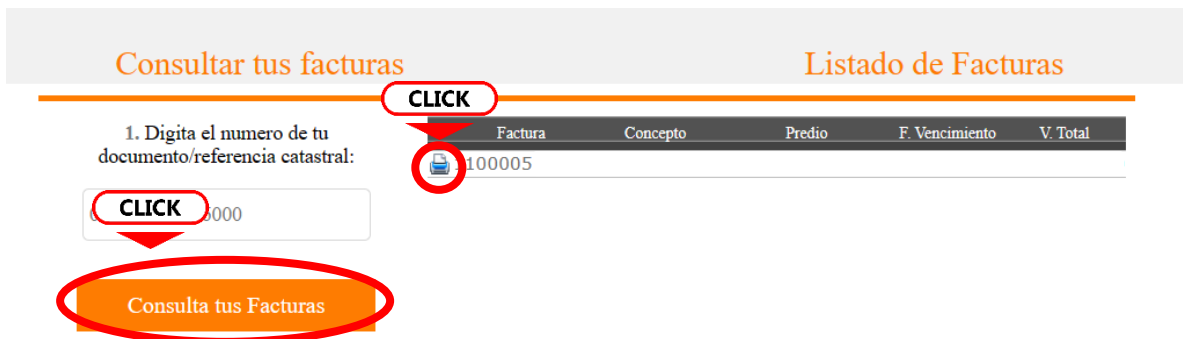 Consultar tus facturas
Listado de Facturas
CLICK
1. Digita el numero de tu
documento/referencia catastral:
Factura Concepto Predio F. Vencimiento V. Total
100005
CLICK
000
Consulta tus Facturas